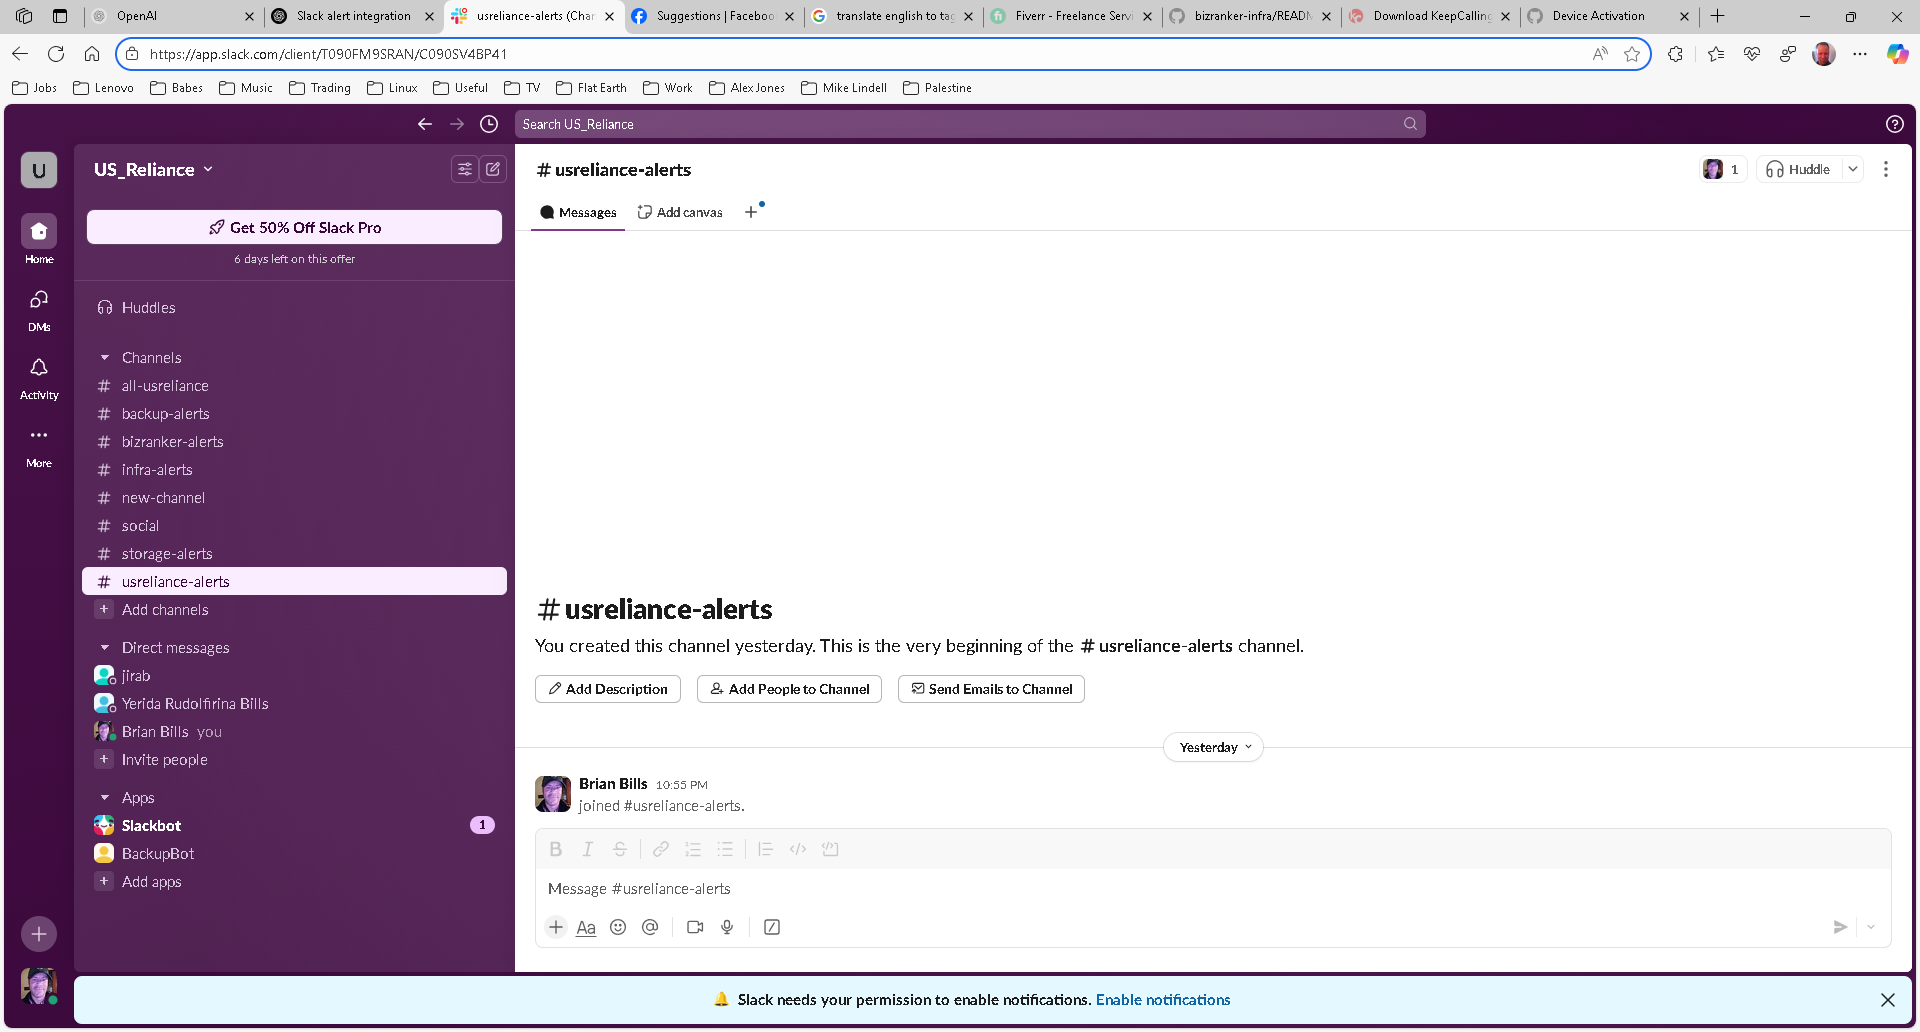 OpenAI
Slack alert integration
usreliance-alerts (Chan
Suggestions | Faceboo
translate english to tag
Fiverr - Freelance Servi
bizranker-infra/READN
Download KeepCalling
Device Activation
https://app.slack.com/client/T090FM9SRAN/C090SV4BP41
Jobs
Lenovo
Babes
Music
Trading
Linux
Useful
TV
Flat Earth
Work
Alex Jones
Mike Lindell
Palestine
Search US_Reliance
U
US_Reliance
# usreliance-alerts
1
Huddle
Messages
Add canvas
Get 50% Off Slack Pro
6 days left on this offer
Home
DMs
Activity
More
Huddles
Channels
# all-usreliance
# backup-alerts
# bizranker-alerts
# infra-alerts
# new-channel
# social
# storage-alerts
# usreliance-alerts
+ Add channels
Direct messages
jirab
Yerida Rudolfirina Bills
Brian Bills you
+ Invite people
Apps
Slackbot
1
BackupBot
+ Add apps
# usreliance-alerts
You created this channel yesterday. This is the very beginning of the # usreliance-alerts channel.
Add Description
Add People to Channel
Send Emails to Channel
Yesterday
Brian Bills 10:55 PM
joined #usreliance-alerts.
Message #usreliance-alerts
Aa
Slack needs your permission to enable notifications. Enable notifications